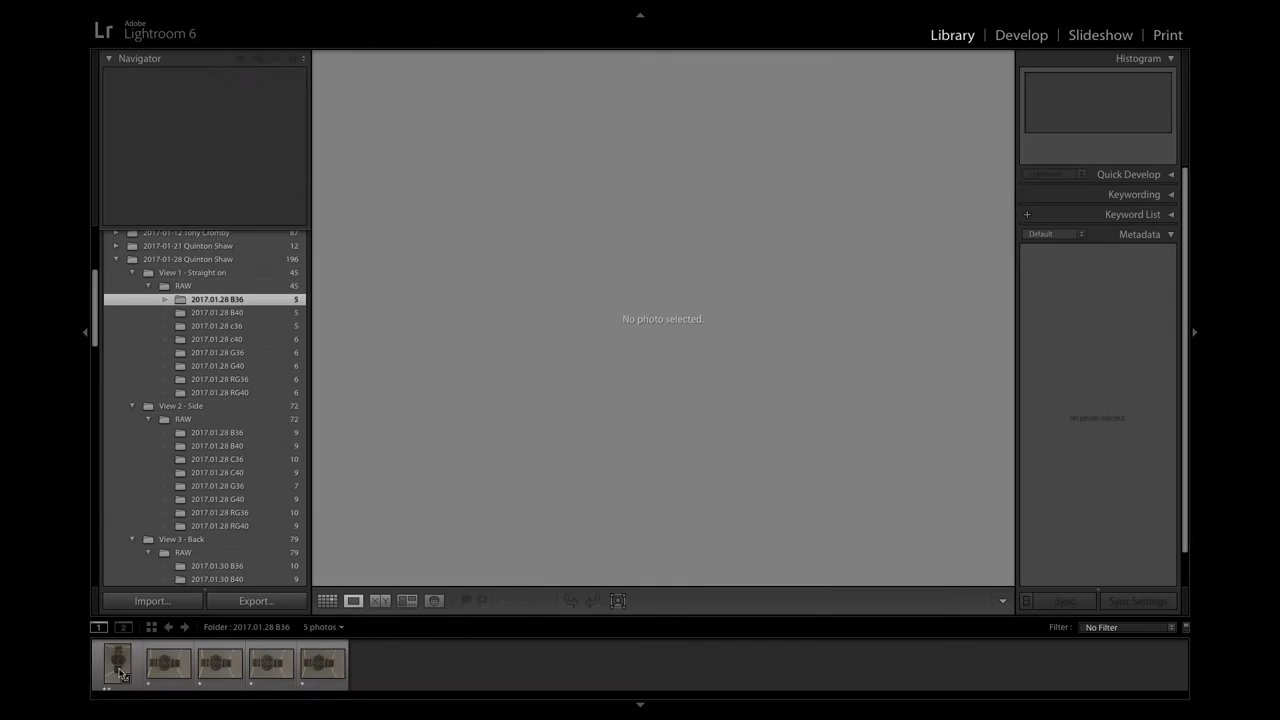 Lr Adobe
Lightroom 6
Library | Develop | Slideshow | Print
Navigator
Histogram
Quick Develop
Keywording
Keyword List
Default
Metadata
2017-01-12 Tony Cromby 87
2017-01-21 Quinton Shaw 12
2017-01-28 Quinton Shaw 196
View 1 - Straight on 45
RAW 45
2017.01.28 B36 5
2017.01.28 B40 5
2017.01.28 c36 5
2017.01.28 c40 6
2017.01.28 G36 6
2017.01.28 G40 6
2017.01.28 RG36 6
2017.01.28 RG40 6
View 2 - Side 72
RAW 72
2017.01.28 B36 9
2017.01.28 B40 9
2017.01.28 C36 10
2017.01.28 C40 9
2017.01.28 G36 7
2017.01.28 G40 9
2017.01.28 RG36 10
2017.01.28 RG40 9
View 3 - Back 79
RAW 79
2017.01.30 B36 10
2017.01.30 B40 9
No photo selected.
No photo selected.
Import...
Export...
X Y
Sync
Sync Settings
1
2
Folder : 2017.01.28 B36
5 photos
Filter :
No Filter